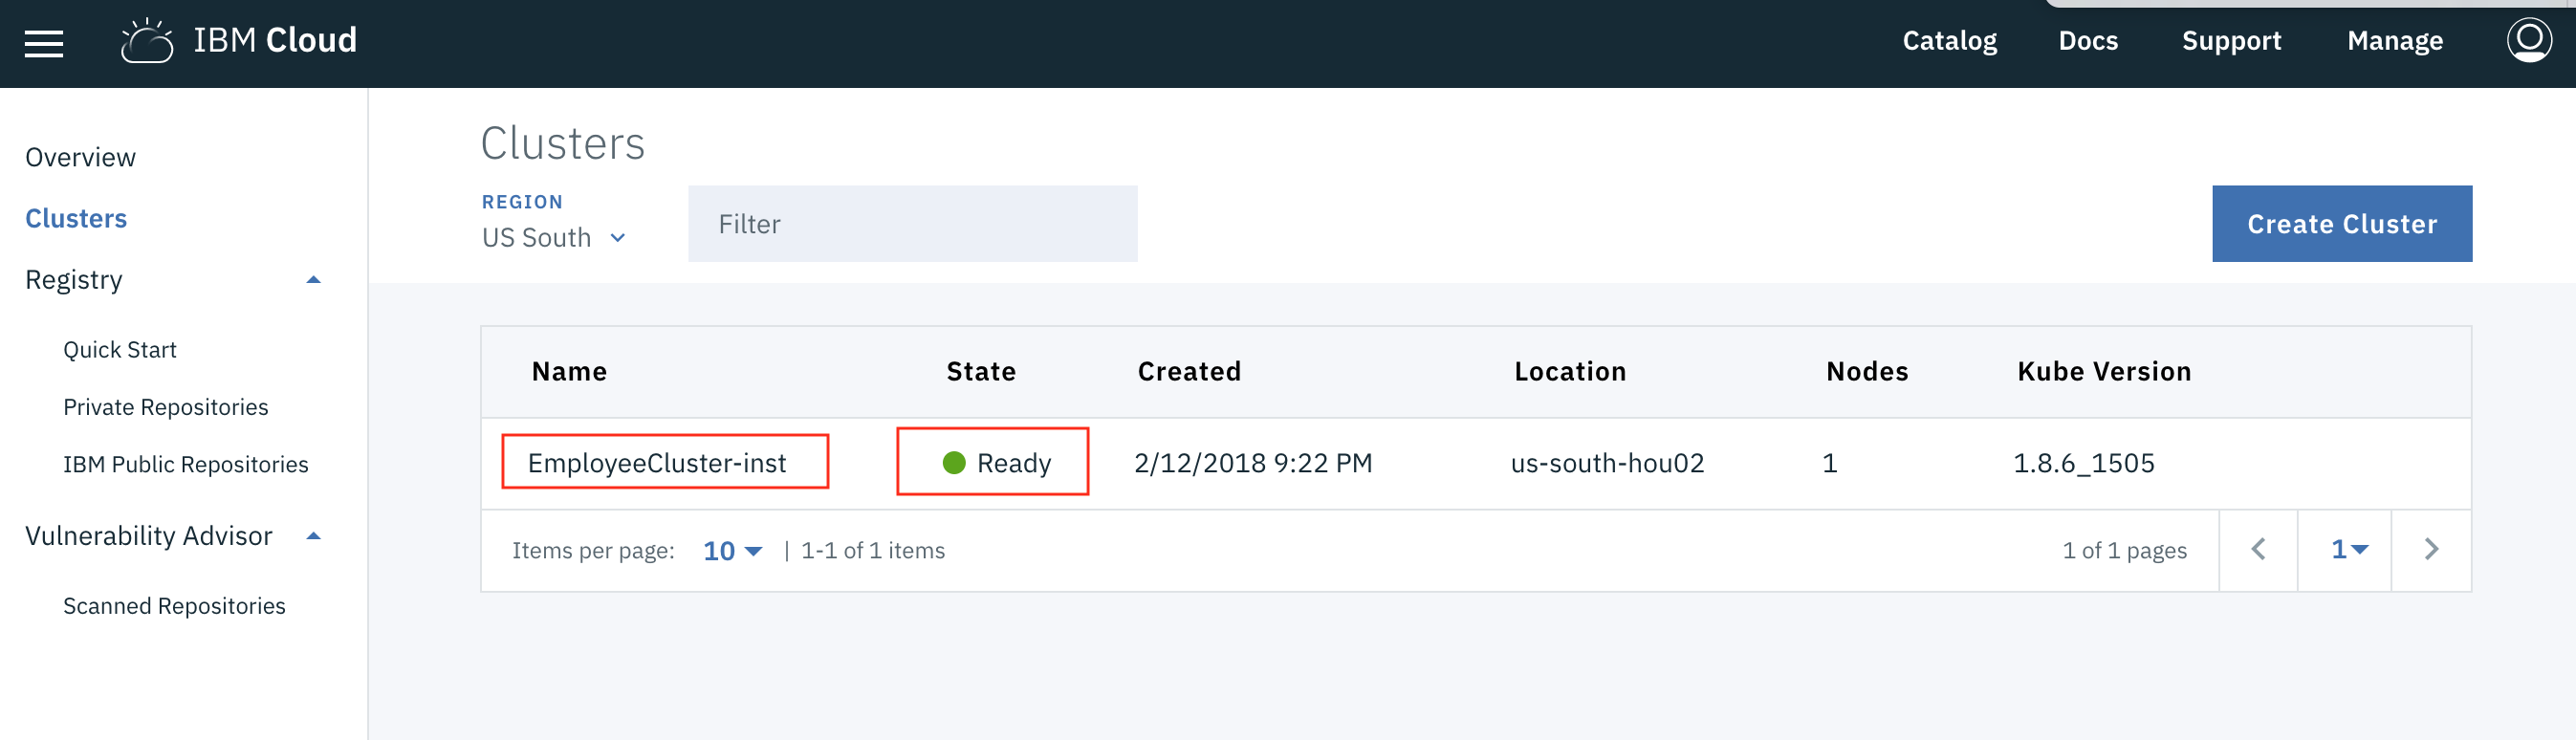 IBM Cloud
Catalog Docs Support Manage
Overview
Clusters
Registry
Quick Start
Private Repositories
IBM Public Repositories
Vulnerability Advisor
Scanned Repositories
Clusters
REGION
US South
Filter
Create Cluster
Name State Created Location Nodes Kube Version
EmployeeCluster-inst Ready 2/12/2018 9:22 PM us-south-hou02 1 1.8.6_1505
Items per page: 10 | 1-1 of 1 items 1 of 1 pages 1